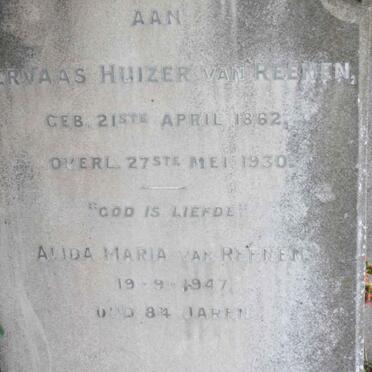 AAN
ERVAAS HUIZER VAN REENEN,
GEB. 21STE APRIL 1862.
OVERL. 27STE MEI 1930.
"GOD IS LIEFDE"
ALIDA MARIA VAN REENEN
19-9-1947
OUD 84 JAREN